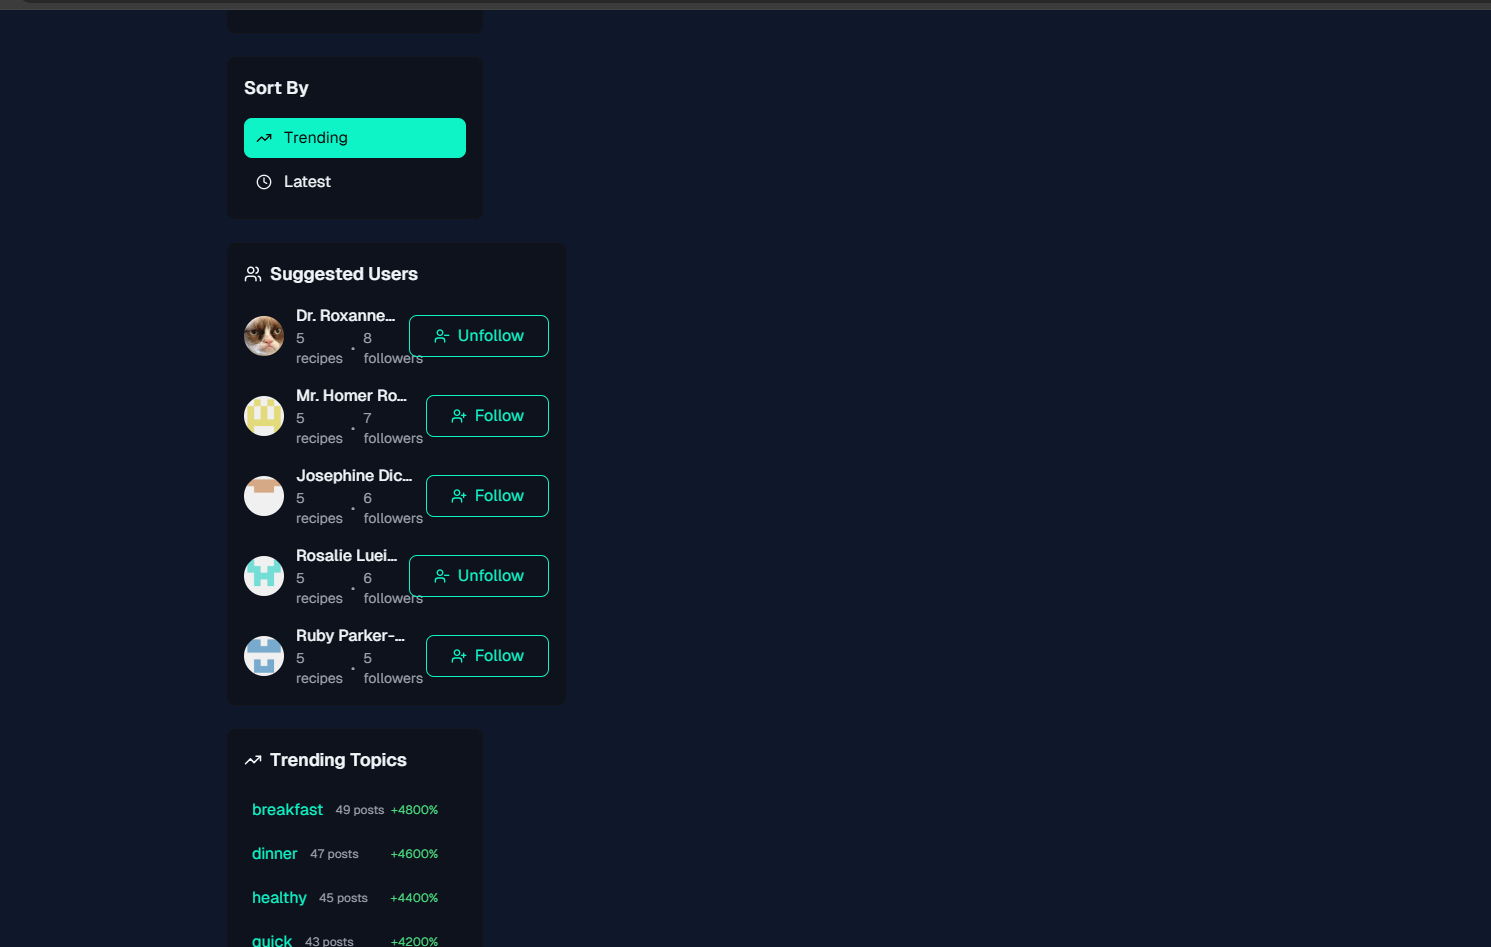 Sort By
Trending
Latest
Suggested Users
Dr. Roxanne...
5 recipes • 8 followers
Unfollow
Mr. Homer Ro...
5 recipes • 7 followers
Follow
Josephine Dic...
5 recipes • 6 followers
Follow
Rosalie Luei...
5 recipes • 6 followers
Unfollow
Ruby Parker-...
5 recipes • 5 followers
Follow
Trending Topics
breakfast 49 posts +4800%
dinner 47 posts +4600%
healthy 45 posts +4400%
quick 43 posts +4200%